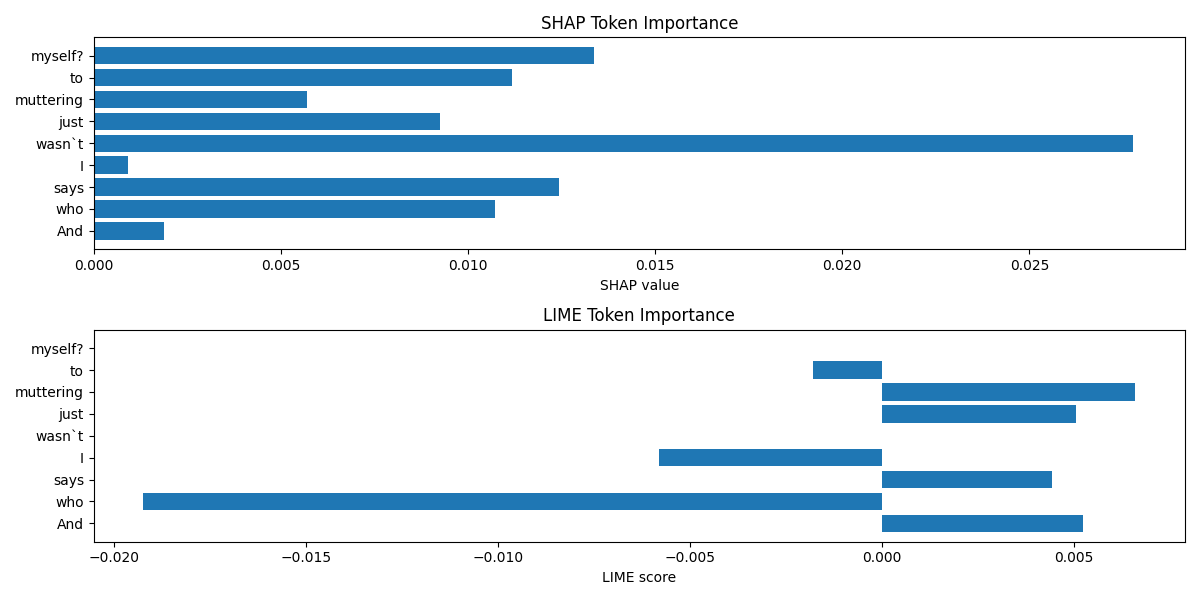 SHAP Token Importance
myself?
to
muttering
just
wasn`t
I
says
who
And
0.000 0.005 0.010 0.015 0.020 0.025
SHAP value
LIME Token Importance
myself?
to
muttering
just
wasn`t
I
says
who
And
−0.020 −0.015 −0.010 −0.005 0.000 0.005
LIME score